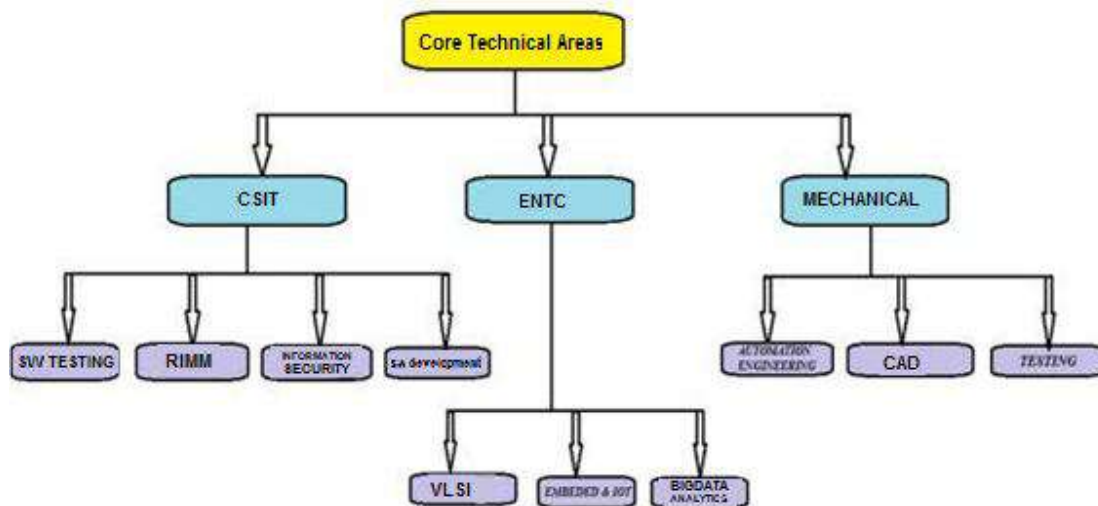 Core Technical Areas
CSIT
ENTC
MECHANICAL
SW TESTING
RIMM
INFORMATION
SECURITY
development
AUTOMATION
ENGINEERING
CAD
TESTING
VLSI
EMBEDED & IOT
BIGDATA
ANALYTICS